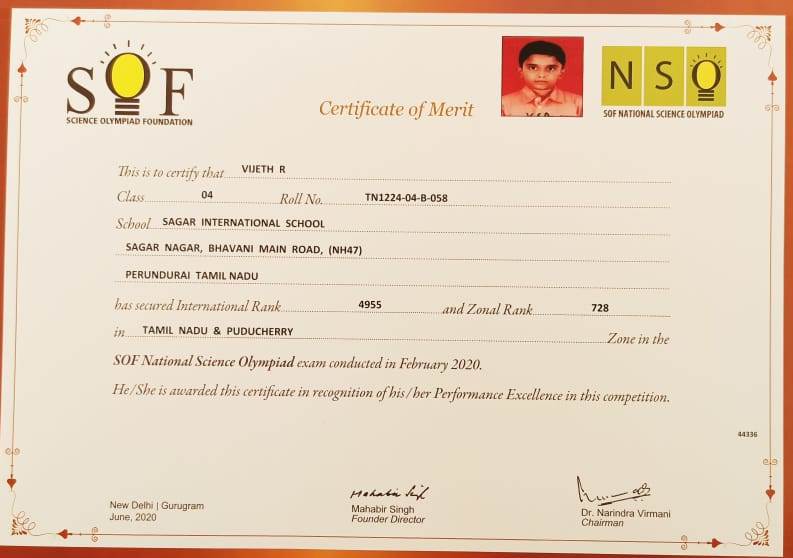 SOF
SCIENCE OLYMPIAD FOUNDATION
Certificate of Merit
NSO
SOF NATIONAL SCIENCE OLYMPIAD
This is to certify that VIJETH R
Class 04 Roll No. TN1224-04-B-058
School SAGAR INTERNATIONAL SCHOOL
SAGAR NAGAR, BHAVANI MAIN ROAD, (NH47)
PERUNDURAI TAMIL NADU
has secured International Rank 4955 and Zonal Rank 728
in TAMIL NADU & PUDUCHERRY Zone in the
SOF National Science Olympiad exam conducted in February 2020.
He/She is awarded this certificate in recognition of his/her Performance Excellence in this competition.
44336
New Delhi | Gurugram
June, 2020
Mahabir Singh
Mahabir Singh
Founder Director
Dr. Narindra Virmani
Chairman